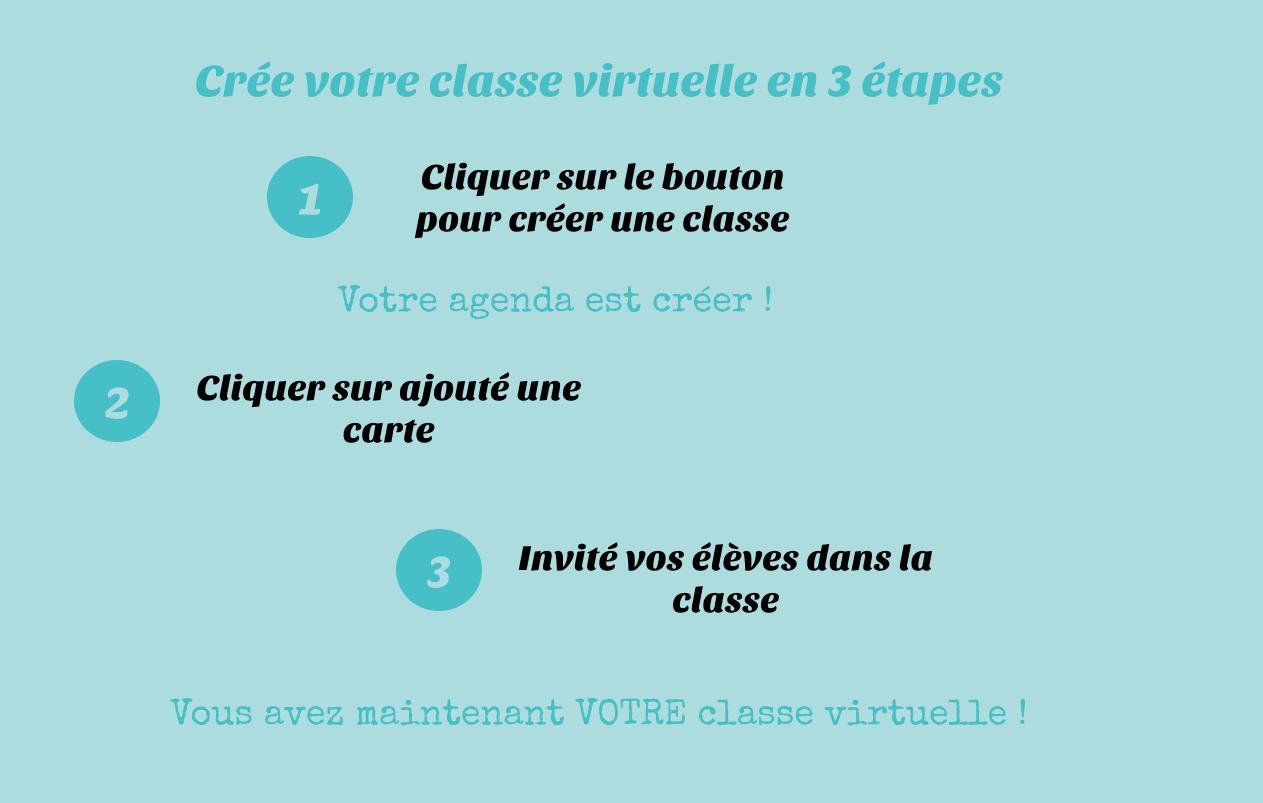 Crée votre classe virtuelle en 3 étapes
1
Cliquer sur le bouton
pour créer une classe
Votre agenda est créer !
2
Cliquer sur ajouté une
carte
3
Invité vos élèves dans la
classe
Vous avez maintenant VOTRE classe virtuelle !